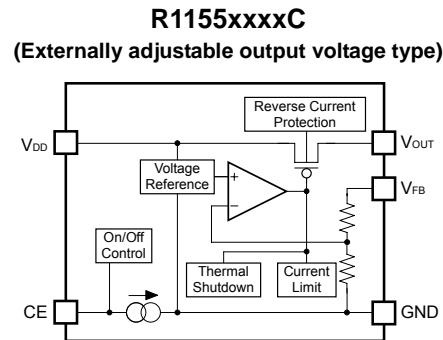 R1155xxxxC
(Externally adjustable output voltage type)
Reverse Current
Protection
VDD
VOUT
Voltage
Reference
+
−
VFB
On/Off
Control
Thermal
Shutdown
Current
Limit
CE
GND